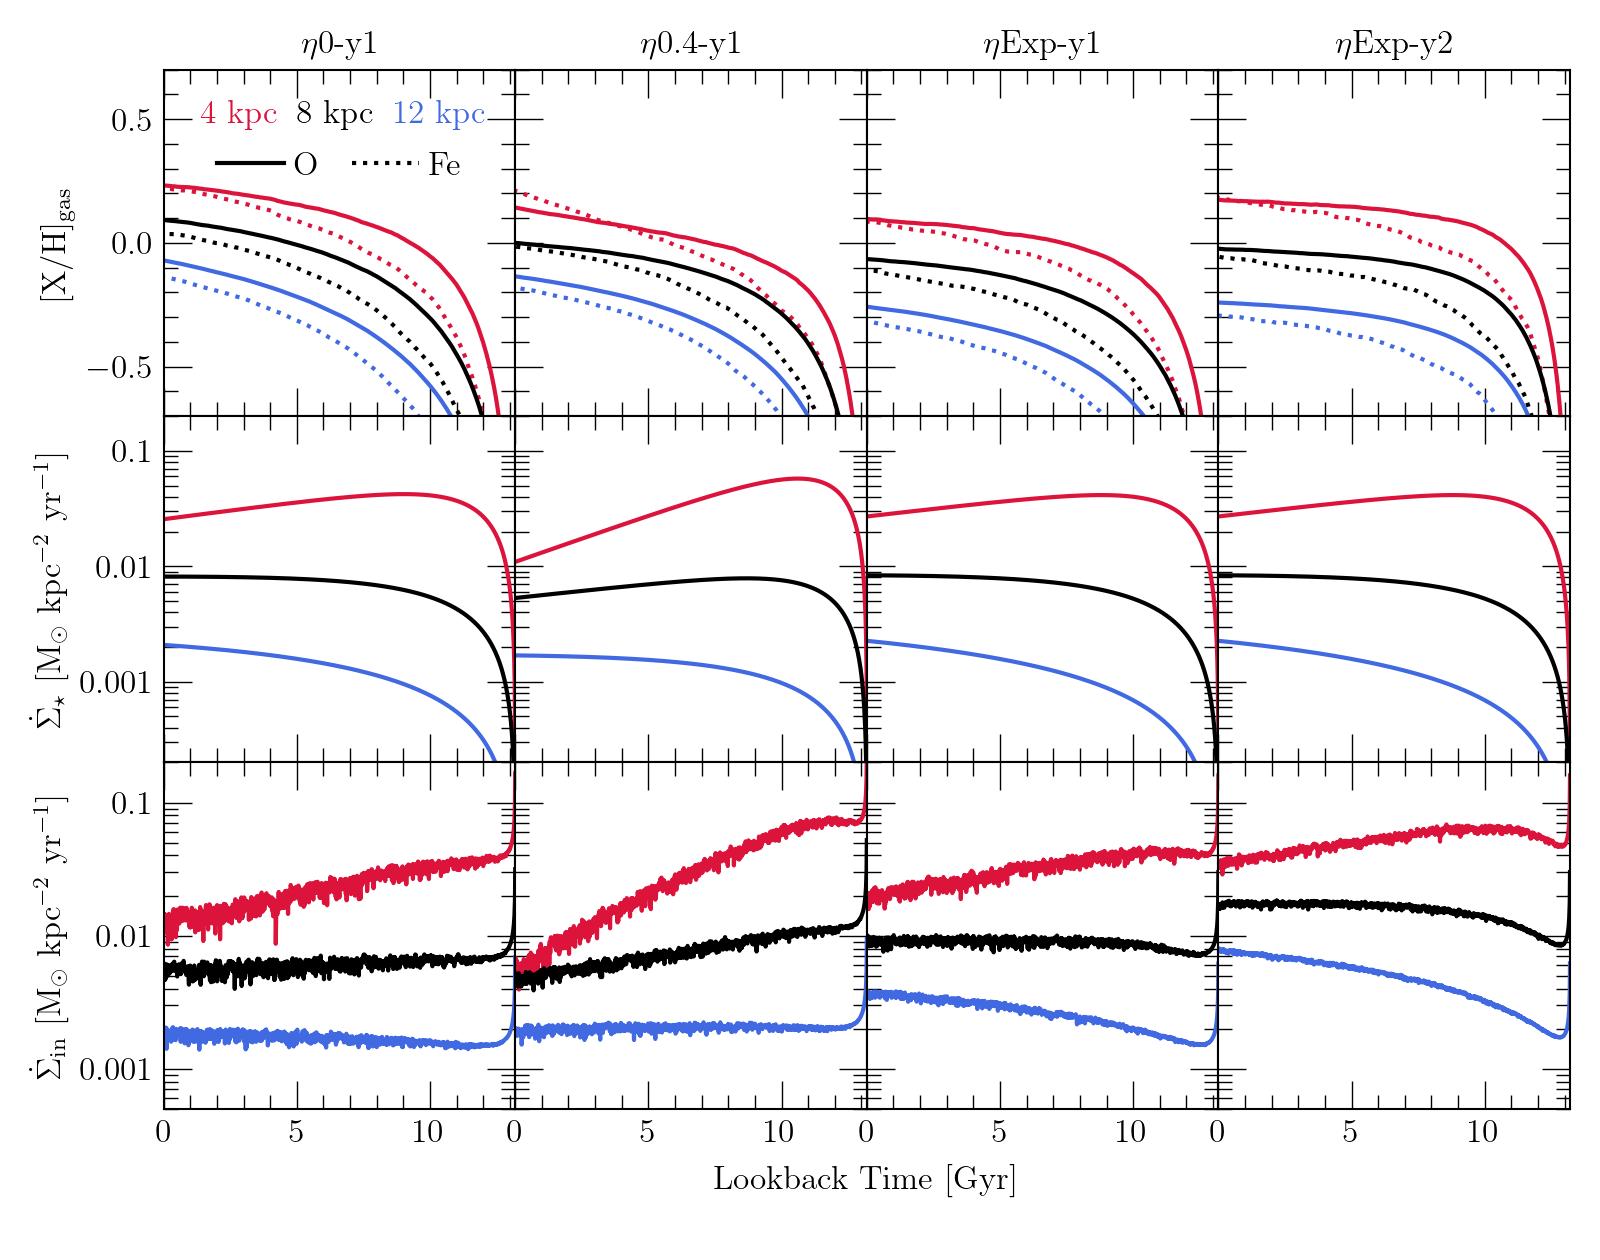 η0-y1 η0.4-y1 ηExp-y1 ηExp-y2
4 kpc 8 kpc 12 kpc
O Fe
[X/H]gas
0.5
0.0
−0.5
Σ̇⋆ [M⊙ kpc−2 yr−1]
0.1
0.01
0.001
Σ̇in [M⊙ kpc−2 yr−1]
0.1
0.01
0.001
0 5 10 0 5 10 0 5 10 0 5 10
Lookback Time [Gyr]